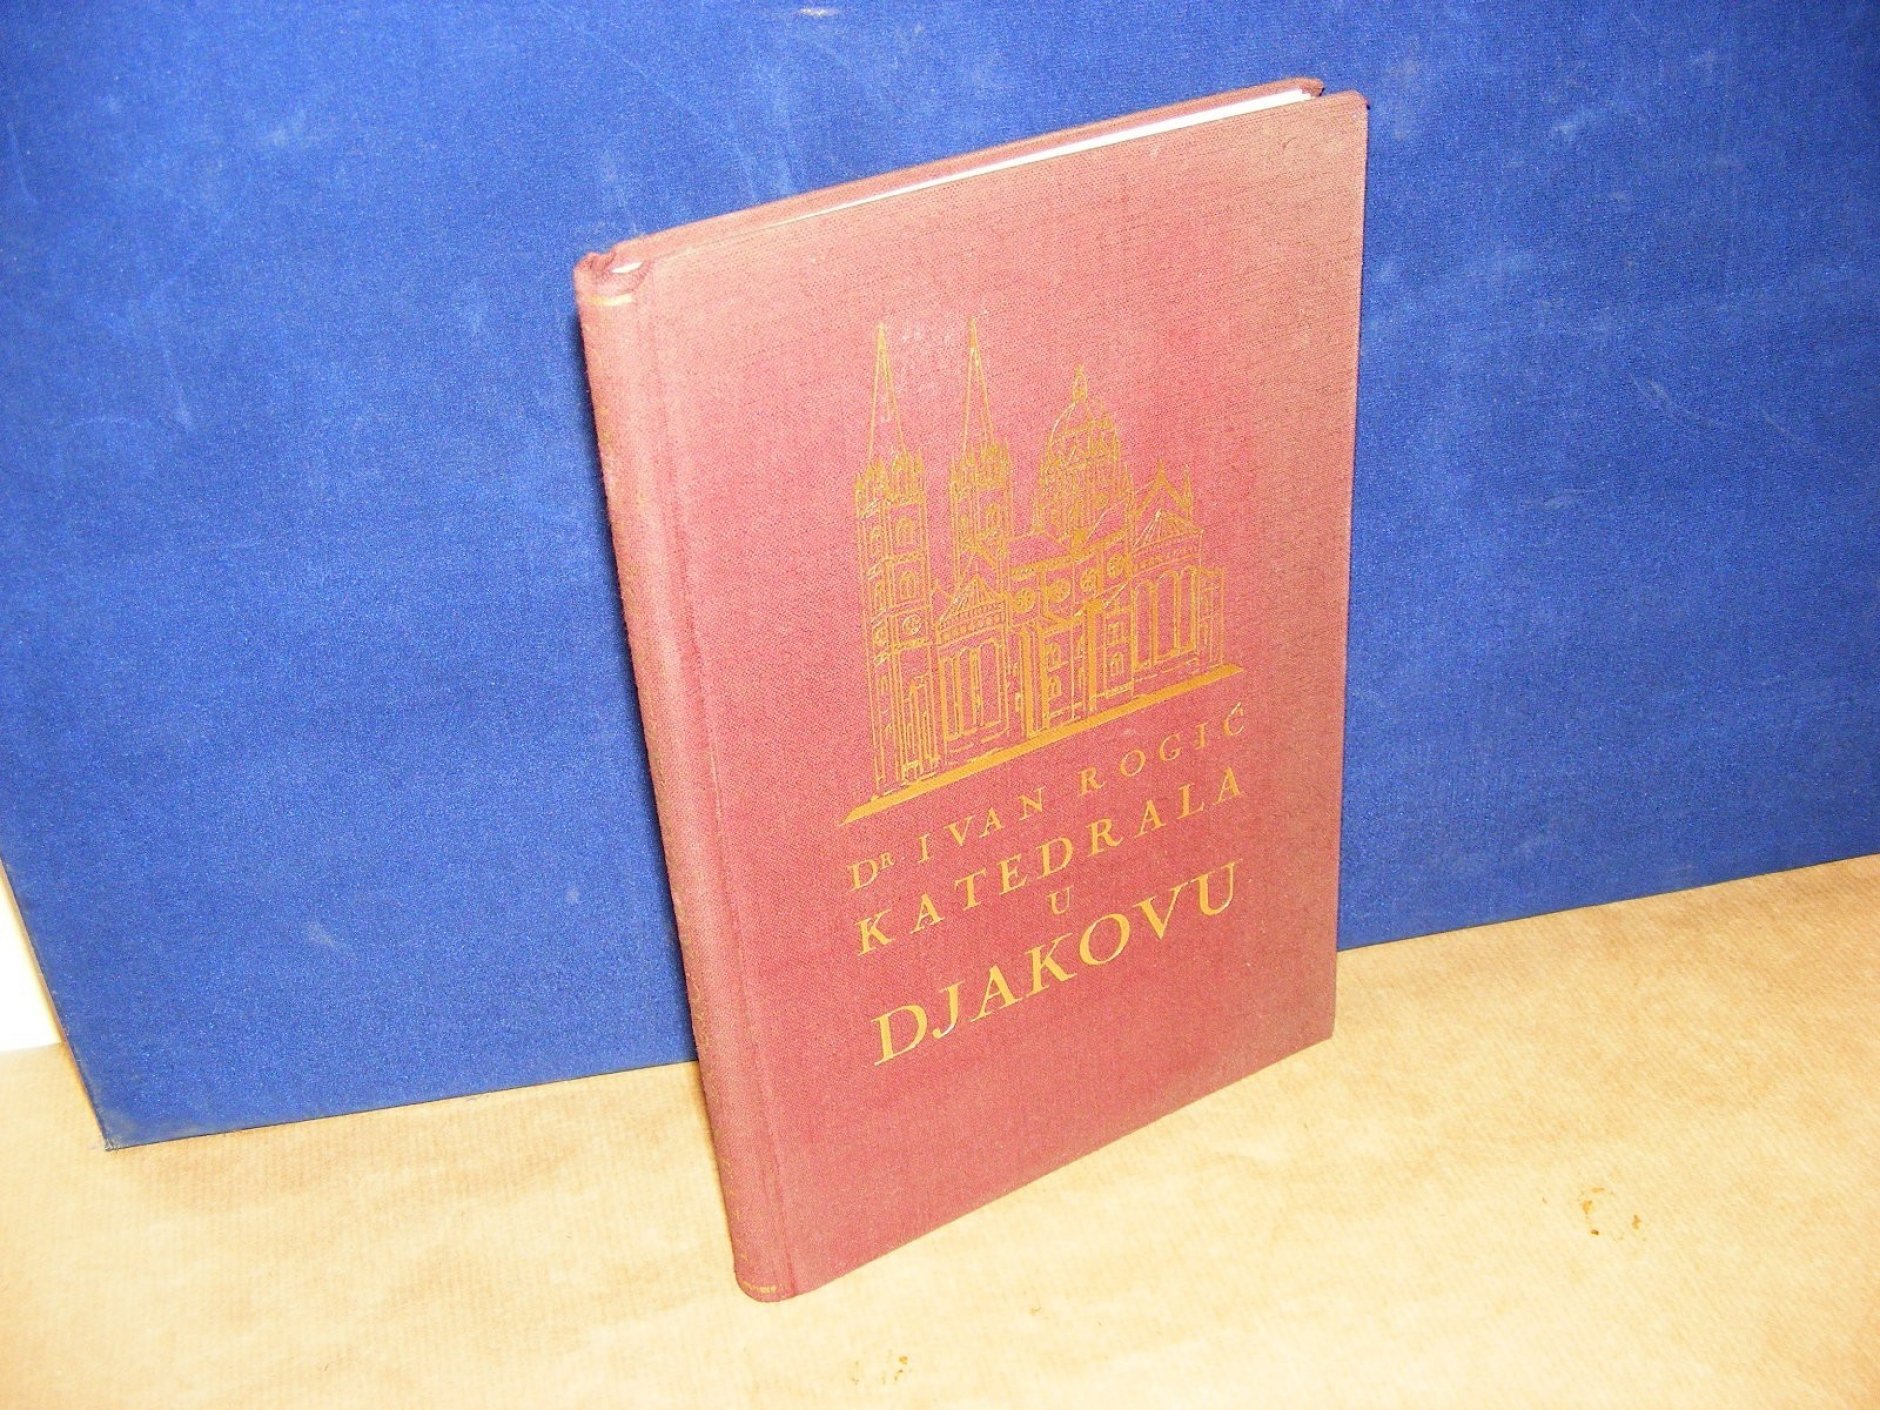 DR. IVAN ROGIĆ
KATEDRALA
U
DJAKOVU